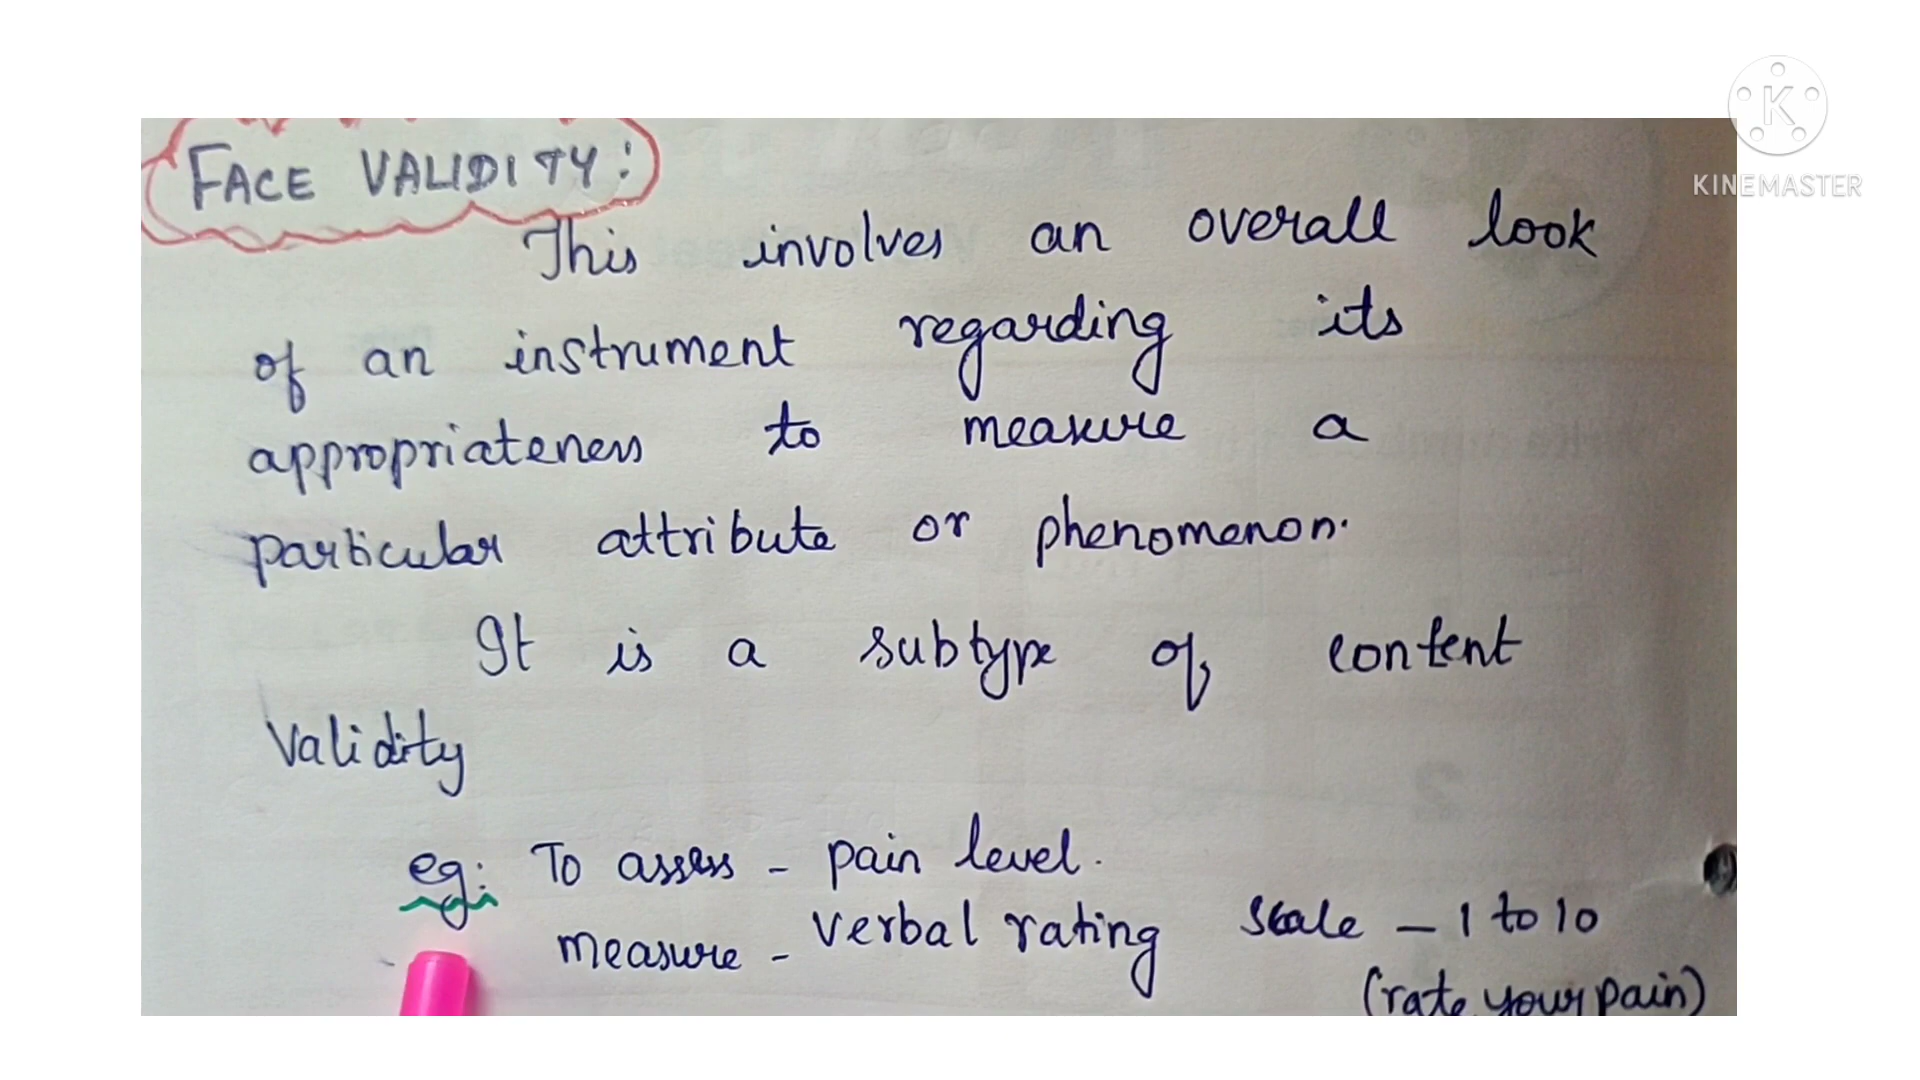 FACE VALIDITY:
This involves an overall look
of an instrument regarding its
appropriateness to measure a
particular attribute or phenomenon.
It is a subtype of content
Validity
eg: To assess - pain level.
measure - verbal rating scale - 1 to 10
(rate your pain)
K
KINEMASTER